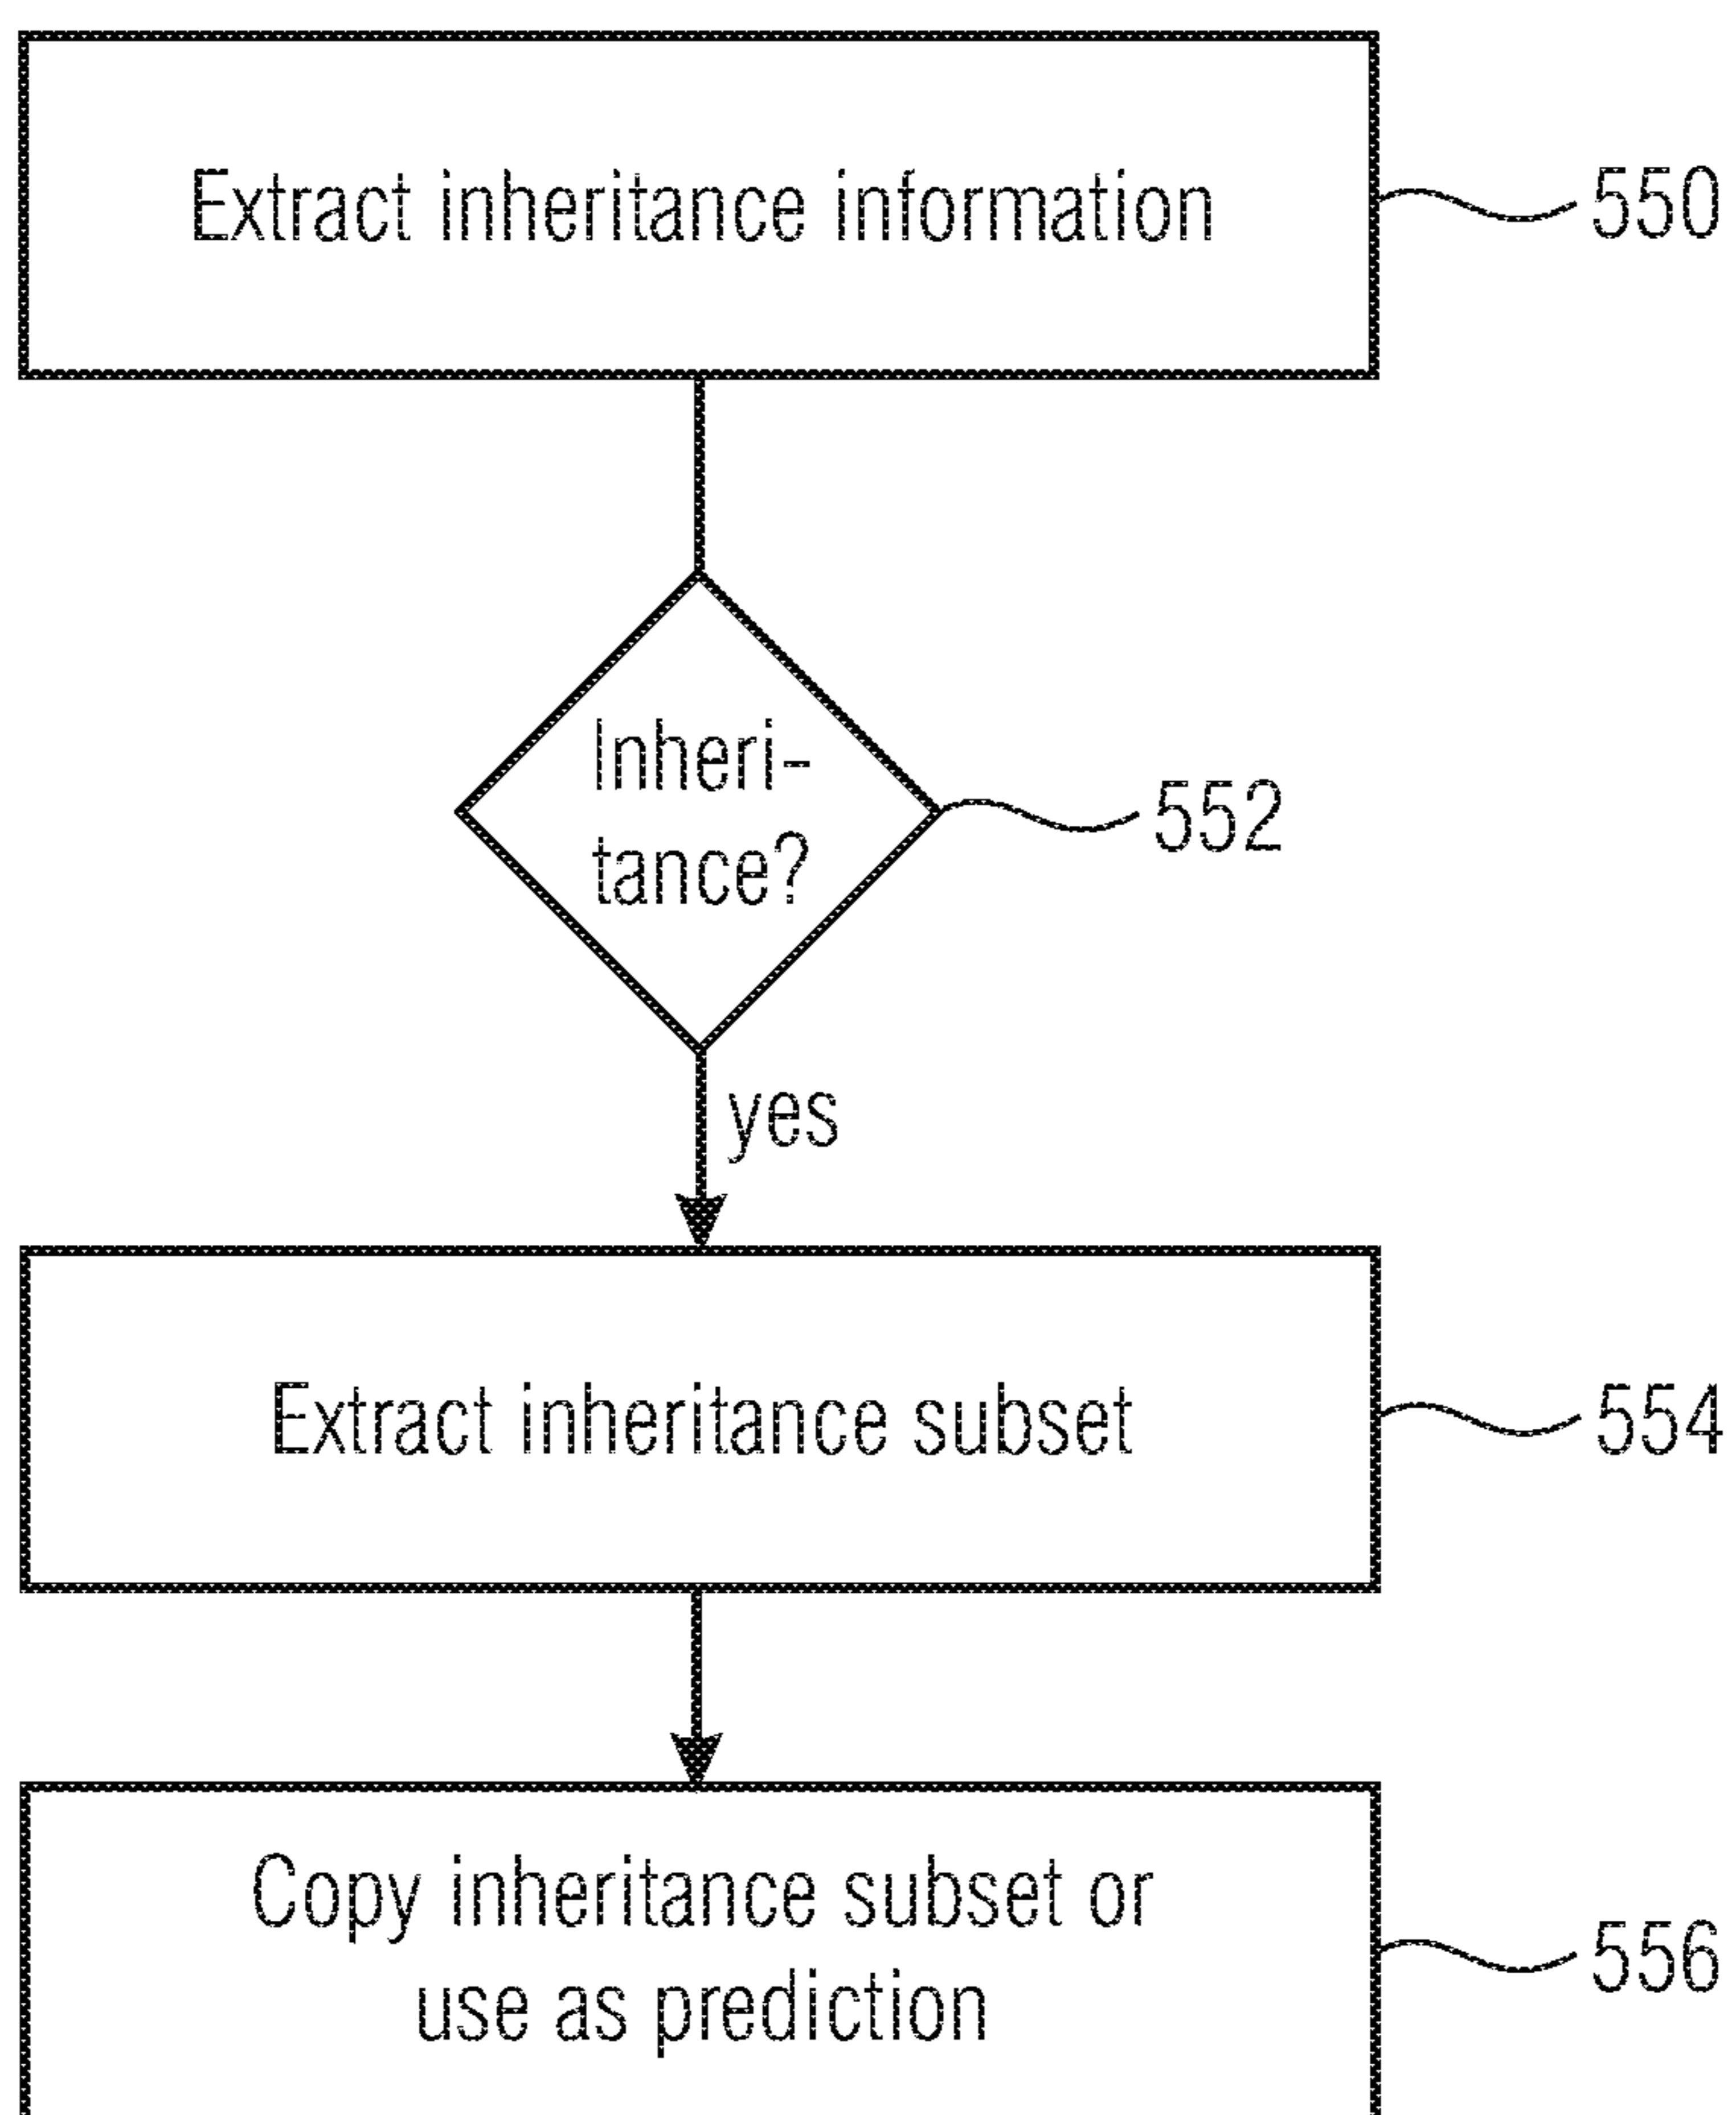 Extract inheritance information
550
Inheri-
tance?
552
yes
Extract inheritance subset
554
Copy inheritance subset or
use as prediction
556